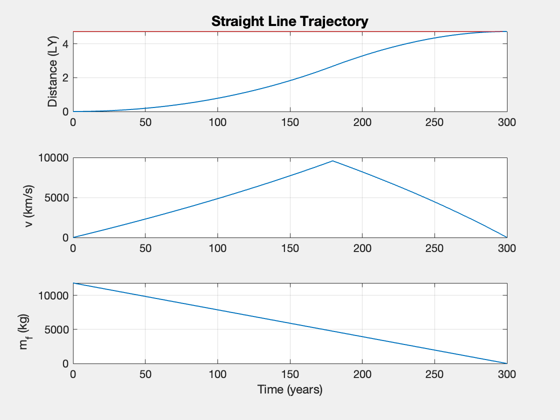 Straight Line Trajectory
Distance (LY)
4
2
0
0 50 100 150 200 250 300
v (km/s)
10000
5000
0
0 50 100 150 200 250 300
m_f (kg)
10000
5000
0
0 50 100 150 200 250 300
Time (years)